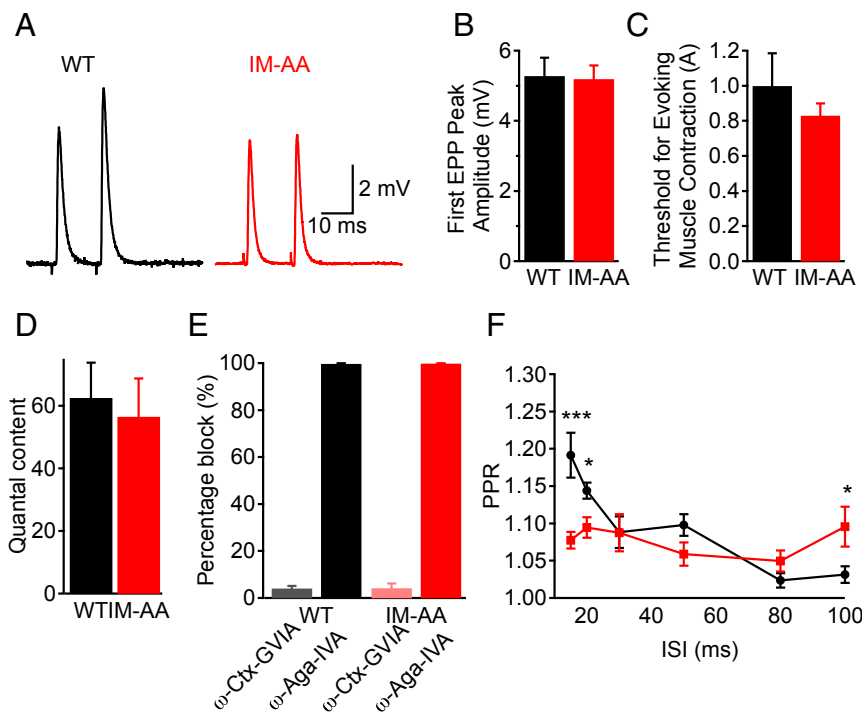 A
WT
IM-AA
2 mV
10 ms
B
First EPP Peak
Amplitude (mV)
6
4
2
0
WT IM-AA
C
Threshold for Evoking
Muscle Contraction (A)
1.2
1.0
0.8
0.6
0.4
0.2
0.0
WT IM-AA
D
Quantal content
60
40
20
0
WTIM-AA
E
Percentage block (%)
100
80
60
40
20
0
WT IM-AA
ω-Ctx-GVIA
ω-Aga-IVA
ω-Ctx-GVIA
ω-Aga-IVA
F
PPR
1.30
1.25
1.20
1.15
1.10
1.05
1.00
***
*
*
20 40 60 80 100
ISI (ms)